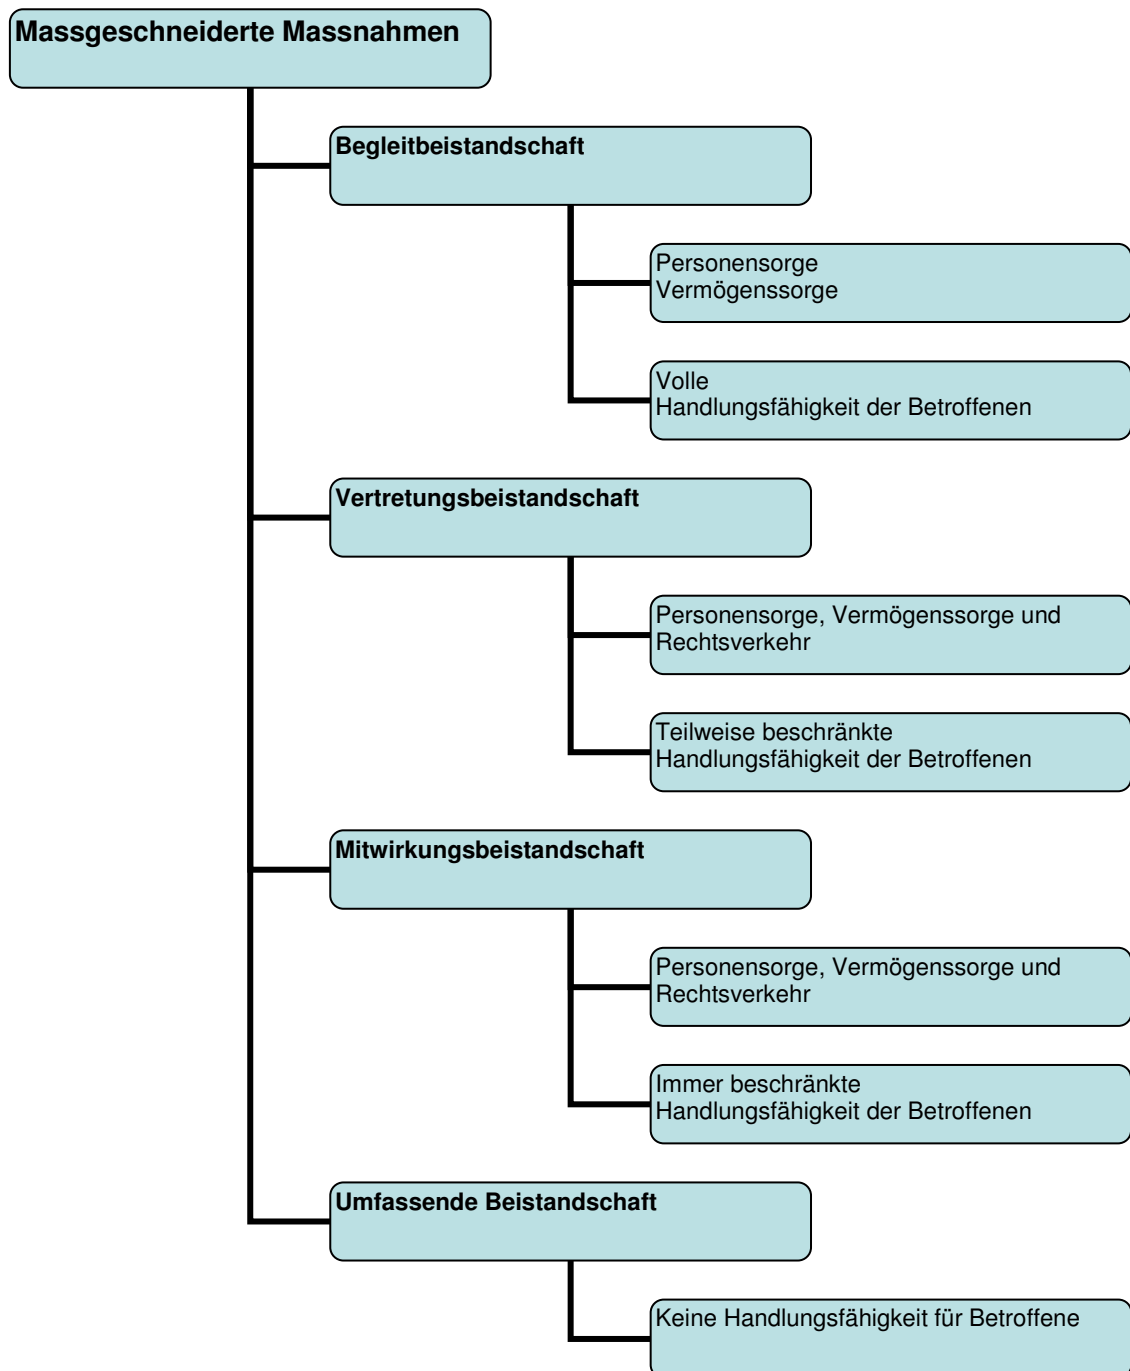 Massgeschneiderte Massnahmen
Begleitbeistandschaft
Personensorge
Vermögenssorge
Volle
Handlungsfähigkeit der Betroffenen
Vertretungsbeistandschaft
Personensorge, Vermögenssorge und
Rechtsverkehr
Teilweise beschränkte
Handlungsfähigkeit der Betroffenen
Mitwirkungsbeistandschaft
Personensorge, Vermögenssorge und
Rechtsverkehr
Immer beschränkte
Handlungsfähigkeit der Betroffenen
Umfassende Beistandschaft
Keine Handlungsfähigkeit für Betroffene